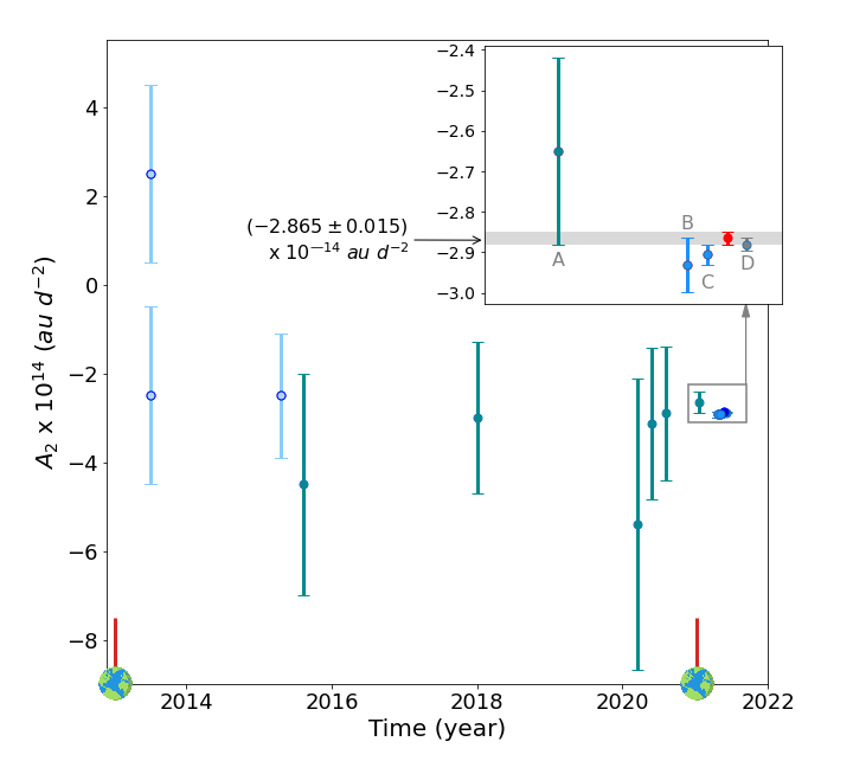 −2.4
−2.5
−2.6
−2.7
−2.8
−2.9
−3.0
A
B
C
D
(−2.865 ± 0.015)
x 10⁻¹⁴ au d⁻²
4
2
0
−2
−4
−6
−8
A₂ x 10¹⁴ (au d⁻²)
2014 2016 2018 2020 2022
Time (year)